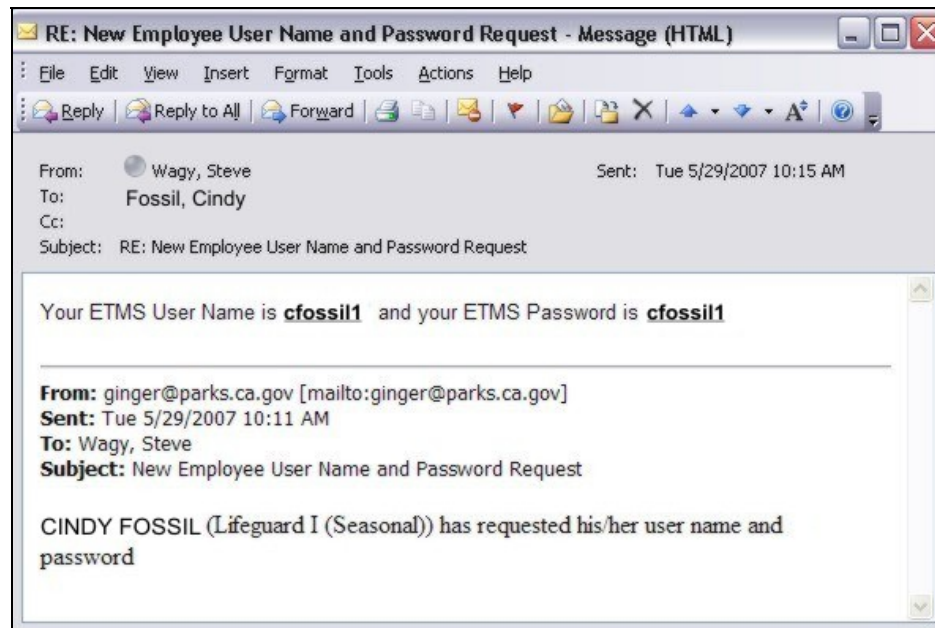 RE: New Employee User Name and Password Request - Message (HTML)
File Edit View Insert Format Tools Actions Help
Reply Reply to All Forward A
From: Wagy, Steve Sent: Tue 5/29/2007 10:15 AM
To: Fossil, Cindy
Cc:
Subject: RE: New Employee User Name and Password Request
Your ETMS User Name is cfossil1 and your ETMS Password is cfossil1
From: ginger@parks.ca.gov [mailto:ginger@parks.ca.gov]
Sent: Tue 5/29/2007 10:11 AM
To: Wagy, Steve
Subject: New Employee User Name and Password Request
CINDY FOSSIL (Lifeguard I (Seasonal)) has requested his/her user name and
password